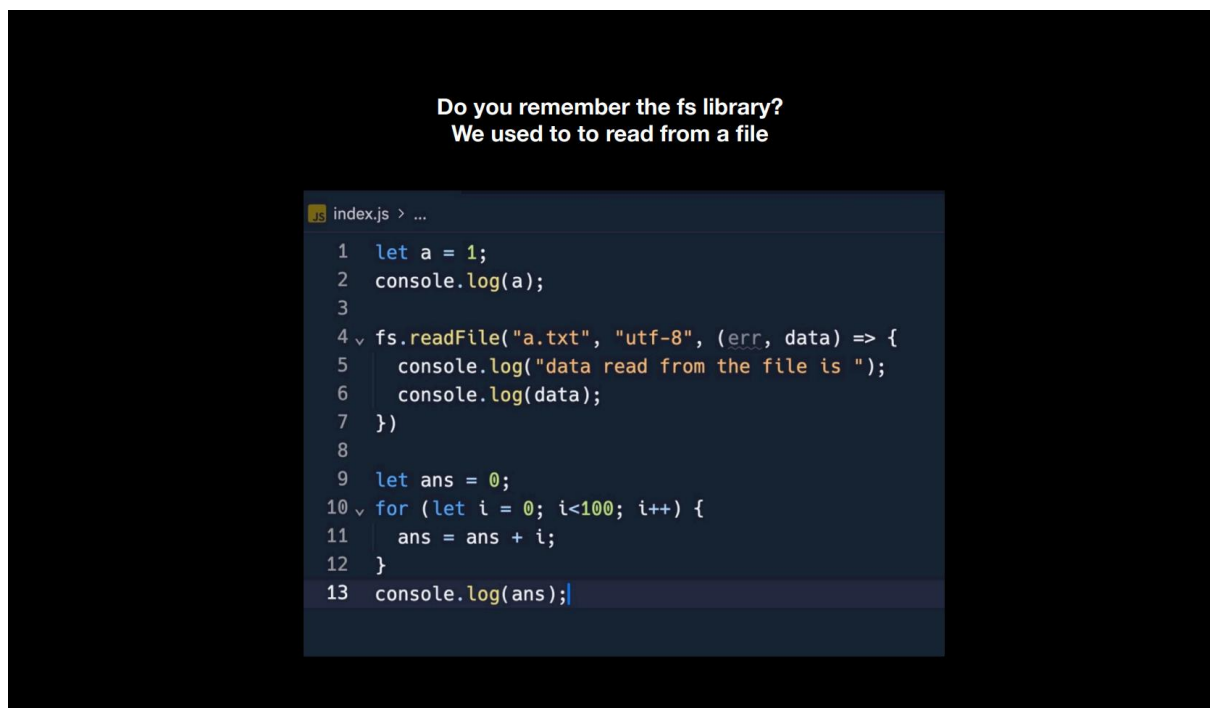 Do you remember the fs library?
We used to to read from a file
JS index.js > ...
1 let a = 1;
2 console.log(a);
3
4 fs.readFile("a.txt", "utf-8", (err, data) => {
5 console.log("data read from the file is ");
6 console.log(data);
7 })
8
9 let ans = 0;
10 for (let i = 0; i<100; i++) {
11 ans = ans + i;
12 }
13 console.log(ans);